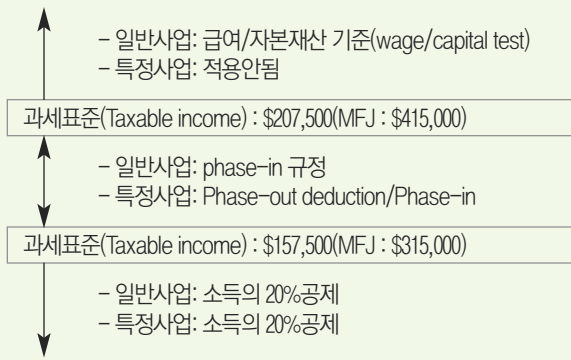 - 일반사업: 급여/자본재산 기준(wage/capital test)
- 특정사업: 적용안됨
과세표준(Taxable income) : $207,500(MFJ : $415,000)
- 일반사업: phase-in 규정
- 특정사업: Phase-out deduction/Phase-in
과세표준(Taxable income) : $157,500(MFJ : $315,000)
- 일반사업: 소득의 20%공제
- 특정사업: 소득의 20%공제